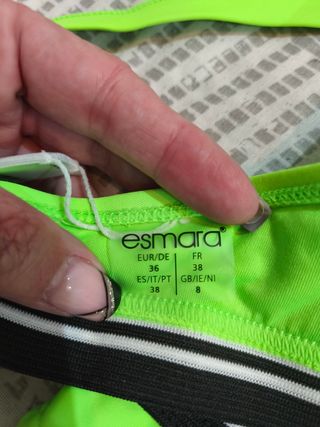 esmara®
EUR/DE FR
36 38
ES/IT/PT GB/IE/NI
38 8